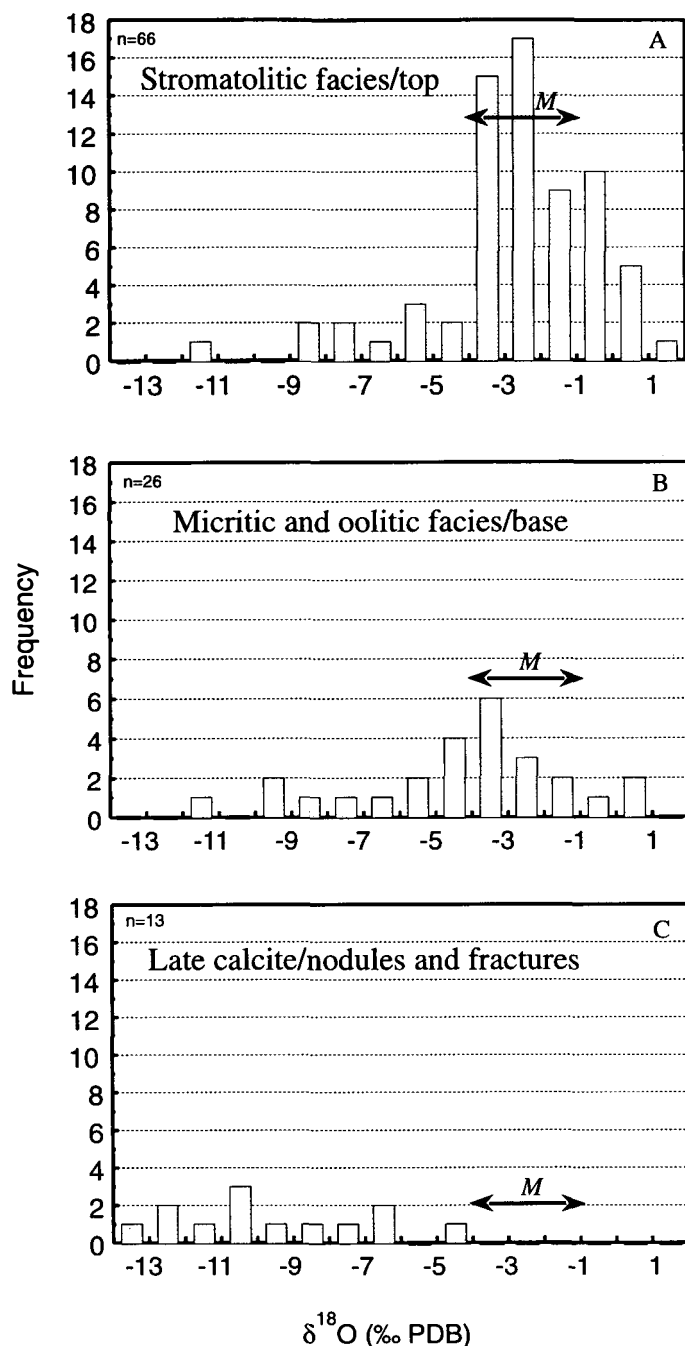 n=66 A
Stromatolitic facies/top
M
18
16
14
12
10
8
6
4
2
0
-13 -11 -9 -7 -5 -3 -1 1
n=26 B
Micritic and oolitic facies/base
M
18
16
14
12
10
8
6
4
2
0
-13 -11 -9 -7 -5 -3 -1 1
Frequency
n=13 C
Late calcite/nodules and fractures
M
18
16
14
12
10
8
6
4
2
0
-13 -11 -9 -7 -5 -3 -1 1
δ¹⁸O (‰ PDB)